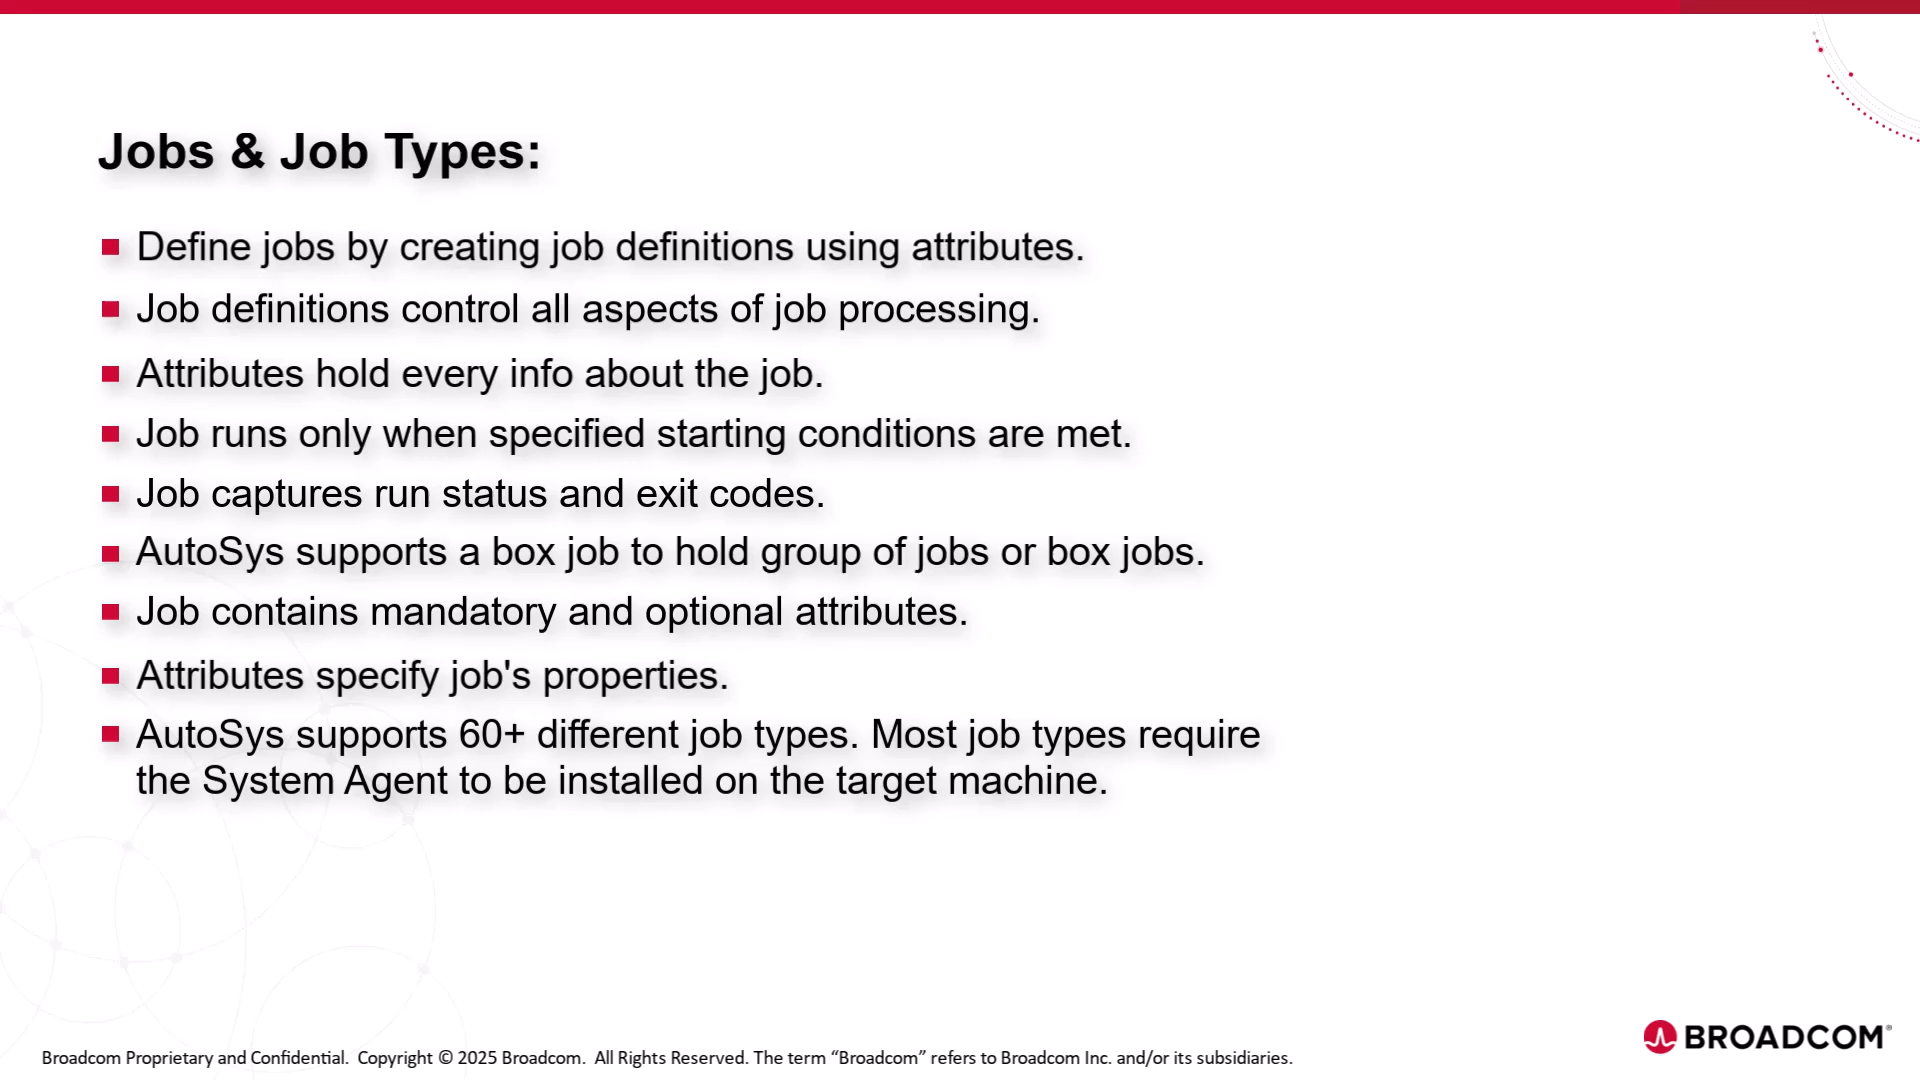 Jobs & Job Types:
Define jobs by creating job definitions using attributes.
Job definitions control all aspects of job processing.
Attributes hold every info about the job.
Job runs only when specified starting conditions are met.
Job captures run status and exit codes.
AutoSys supports a box job to hold group of jobs or box jobs.
Job contains mandatory and optional attributes.
Attributes specify job's properties.
AutoSys supports 60+ different job types. Most job types require
the System Agent to be installed on the target machine.
BROADCOM®
Broadcom Proprietary and Confidential.  Copyright © 2025 Broadcom.  All Rights Reserved. The term “Broadcom” refers to Broadcom Inc. and/or its subsidiaries.